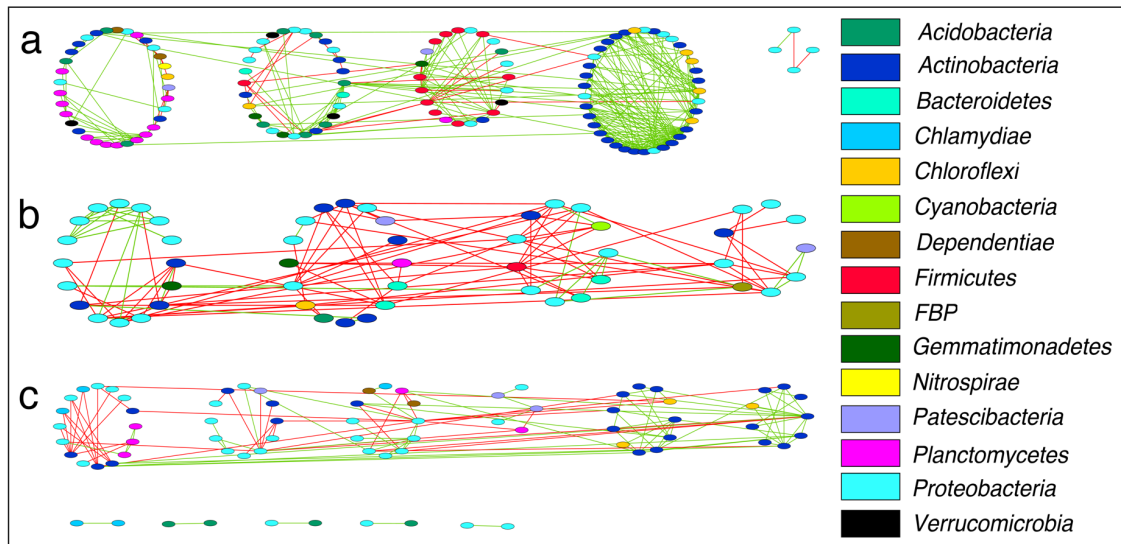 a
b
c
Acidobacteria
Actinobacteria
Bacteroidetes
Chlamydiae
Chloroflexi
Cyanobacteria
Dependentiae
Firmicutes
FBP
Gemmatimonadetes
Nitrospirae
Patescibacteria
Planctomycetes
Proteobacteria
Verrucomicrobia